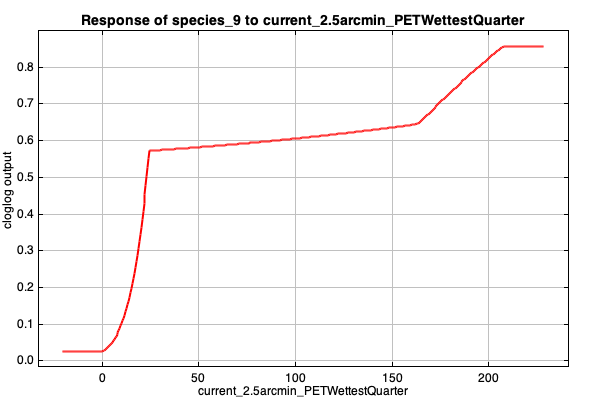 Response of species_9 to current_2.5arcmin_PETWettestQuarter
cloglog output
0.8
0.7
0.6
0.5
0.4
0.3
0.2
0.1
0.0
0 50 100 150 200
current_2.5arcmin_PETWettestQuarter